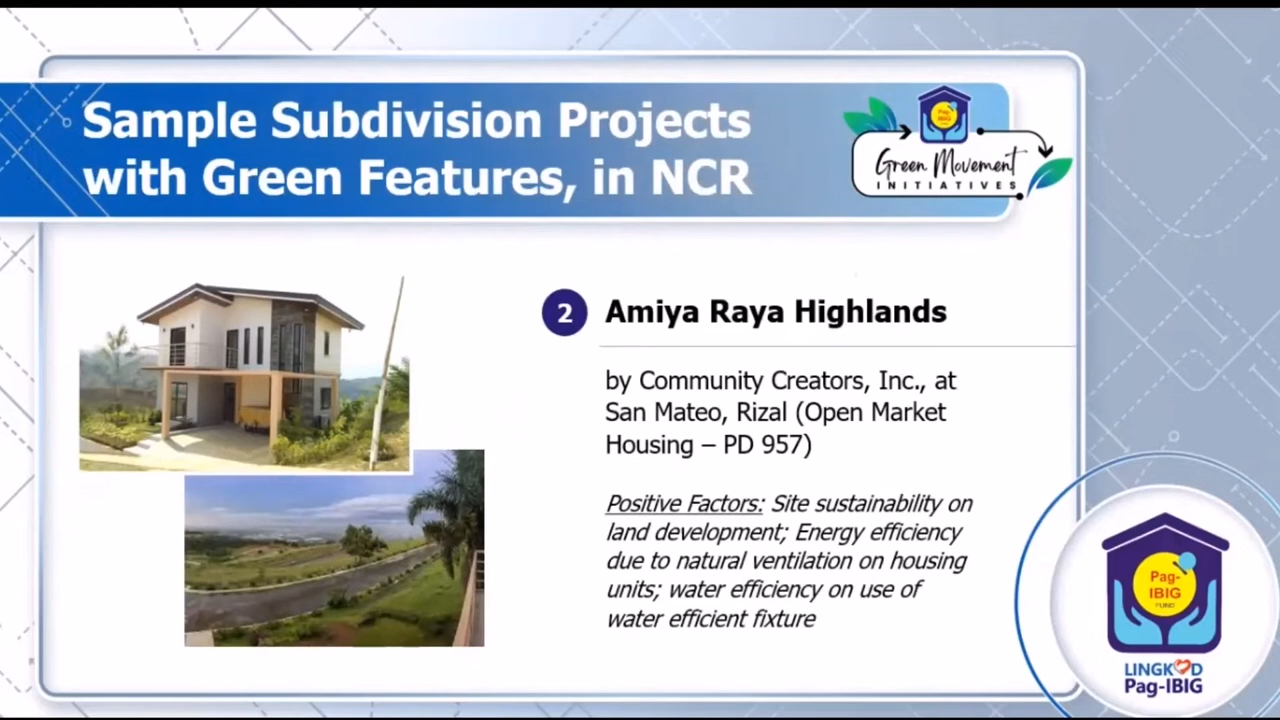 Sample Subdivision Projects
with Green Features, in NCR
Pag-
IBIG
Green Movement
INITIATIVES
2
Amiya Raya Highlands
by Community Creators, Inc., at
San Mateo, Rizal (Open Market
Housing – PD 957)
Positive Factors: Site sustainability on
land development; Energy efficiency
due to natural ventilation on housing
units; water efficiency on use of
water efficient fixture
Pag-
IBIG
FUND
LINGKOD
Pag-IBIG